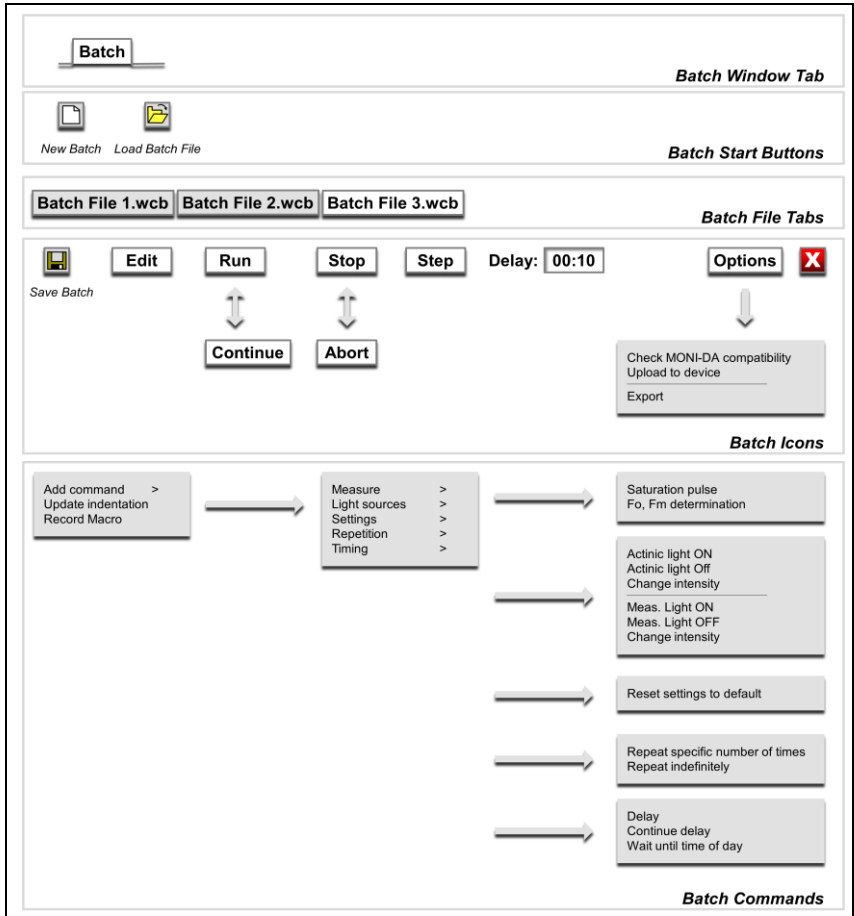 Batch
Batch Window Tab
New Batch Load Batch File
Batch Start Buttons
Batch File 1.wcb Batch File 2.wcb Batch File 3.wcb
Batch File Tabs
Edit Run Stop Step Delay: 00:10 Options X
Save Batch
Continue Abort
Check MONI-DA compatibility
Upload to device
Export
Batch Icons
Add command >
Update indentation
Record Macro
Measure >
Light sources >
Settings >
Repetition >
Timing >
Saturation pulse
Fo, Fm determination
Actinic light ON
Actinic light Off
Change intensity
Meas. Light ON
Meas. Light OFF
Change intensity
Reset settings to default
Repeat specific number of times
Repeat indefinitely
Delay
Continue delay
Wait until time of day
Batch Commands